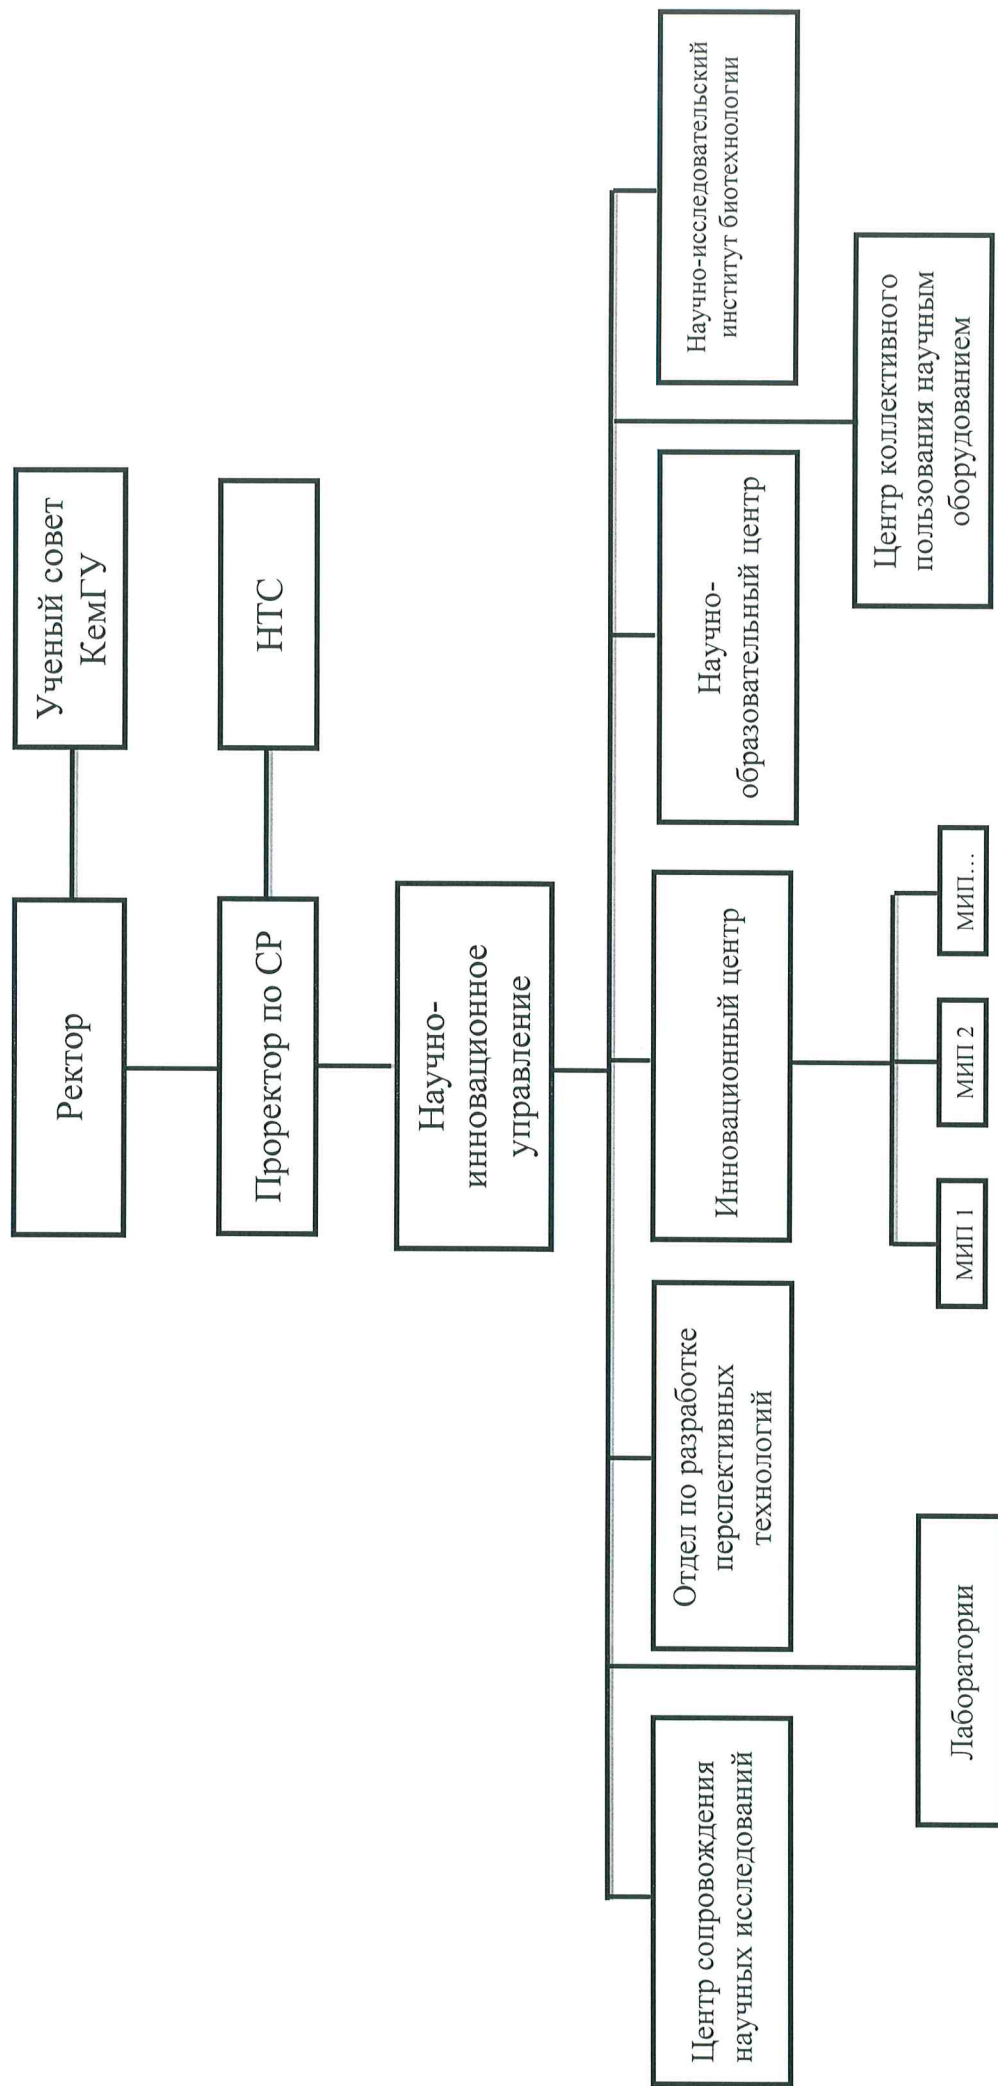 Ректор
Ученый совет
КемГУ
Проректор по СР
НТС
Научно-
инновационное
управление
Центр сопровождения
научных исследований
Отдел по разработке
перспективных
технологий
Инновационный центр
Научно-
образовательный центр
Научно-исследовательский
институт биотехнологии
Лаборатории
МИП 1
МИП 2
МИП...
Центр коллективного
пользования научным
оборудованием